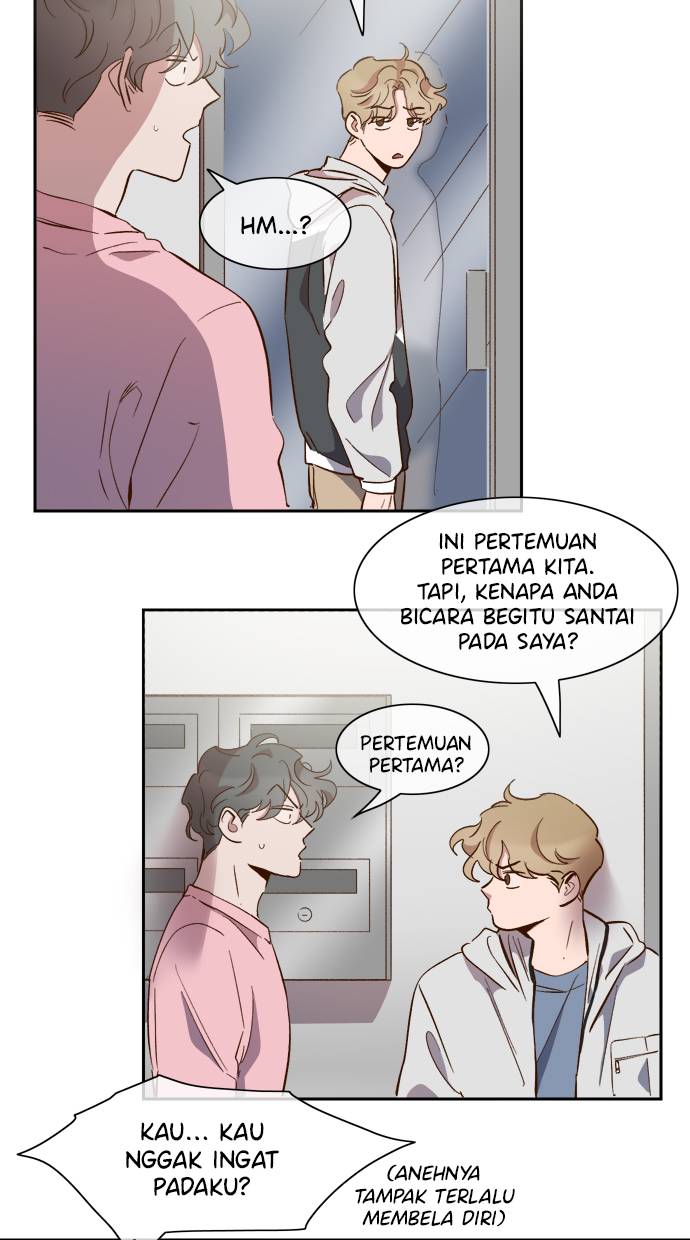 HM...?
INI PERTEMUAN
PERTAMA KITA.
TAPI, KENAPA ANDA
BICARA BEGITU SANTAI
PADA SAYA?
PERTEMUAN
PERTAMA?
KAU... KAU
NGGAK INGAT
PADAKU?
(ANEHNYA
TAMPAK TERLALU
MEMBELA DIRI)